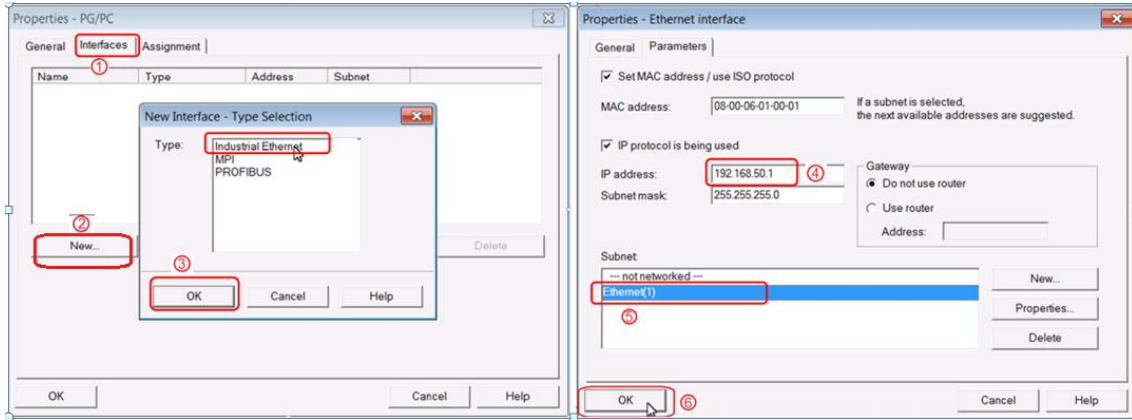 Properties - PG/PC
General Interfaces Assignment
①
Name Type Address Subnet
New Interface - Type Selection
Type: Industrial Ethernet
MPI
PROFIBUS
②
New... Delete
③
OK Cancel Help
OK Cancel Help
Properties - Ethernet interface
General Parameters
Set MAC address / use ISO protocol
MAC address: 08-00-06-01-00-01
If a subnet is selected,
the next available addresses are suggested.
IP protocol is being used
IP address: 192.168.50.1 ④
Subnet mask: 255.255.255.0
Gateway
Do not use router
Use router
Address:
Subnet
--- not networked ---
Ethernet(1)
⑤
New...
Properties...
Delete
OK ⑥ Cancel Help